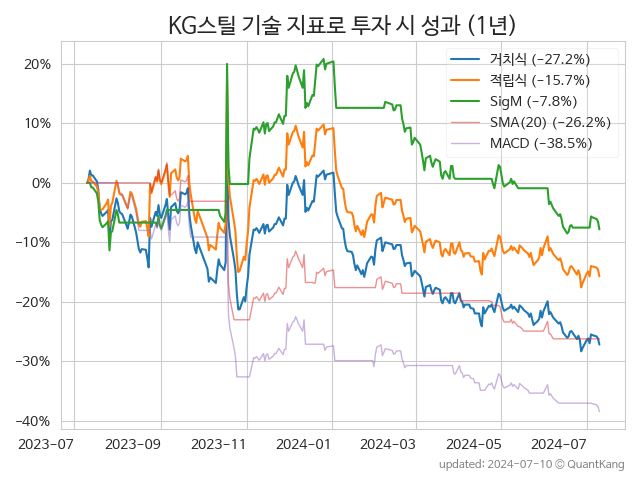 KG스틸 기술 지표로 투자 시 성과 (1년)
거치식 (−27.2%)
적립식 (−15.7%)
SigM (−7.8%)
SMA(20) (−26.2%)
MACD (−38.5%)
20%
10%
0%
−10%
−20%
−30%
−40%
2023-07
2023-09
2023-11
2024-01
2024-03
2024-05
2024-07
updated: 2024-07-10 © QuantKang